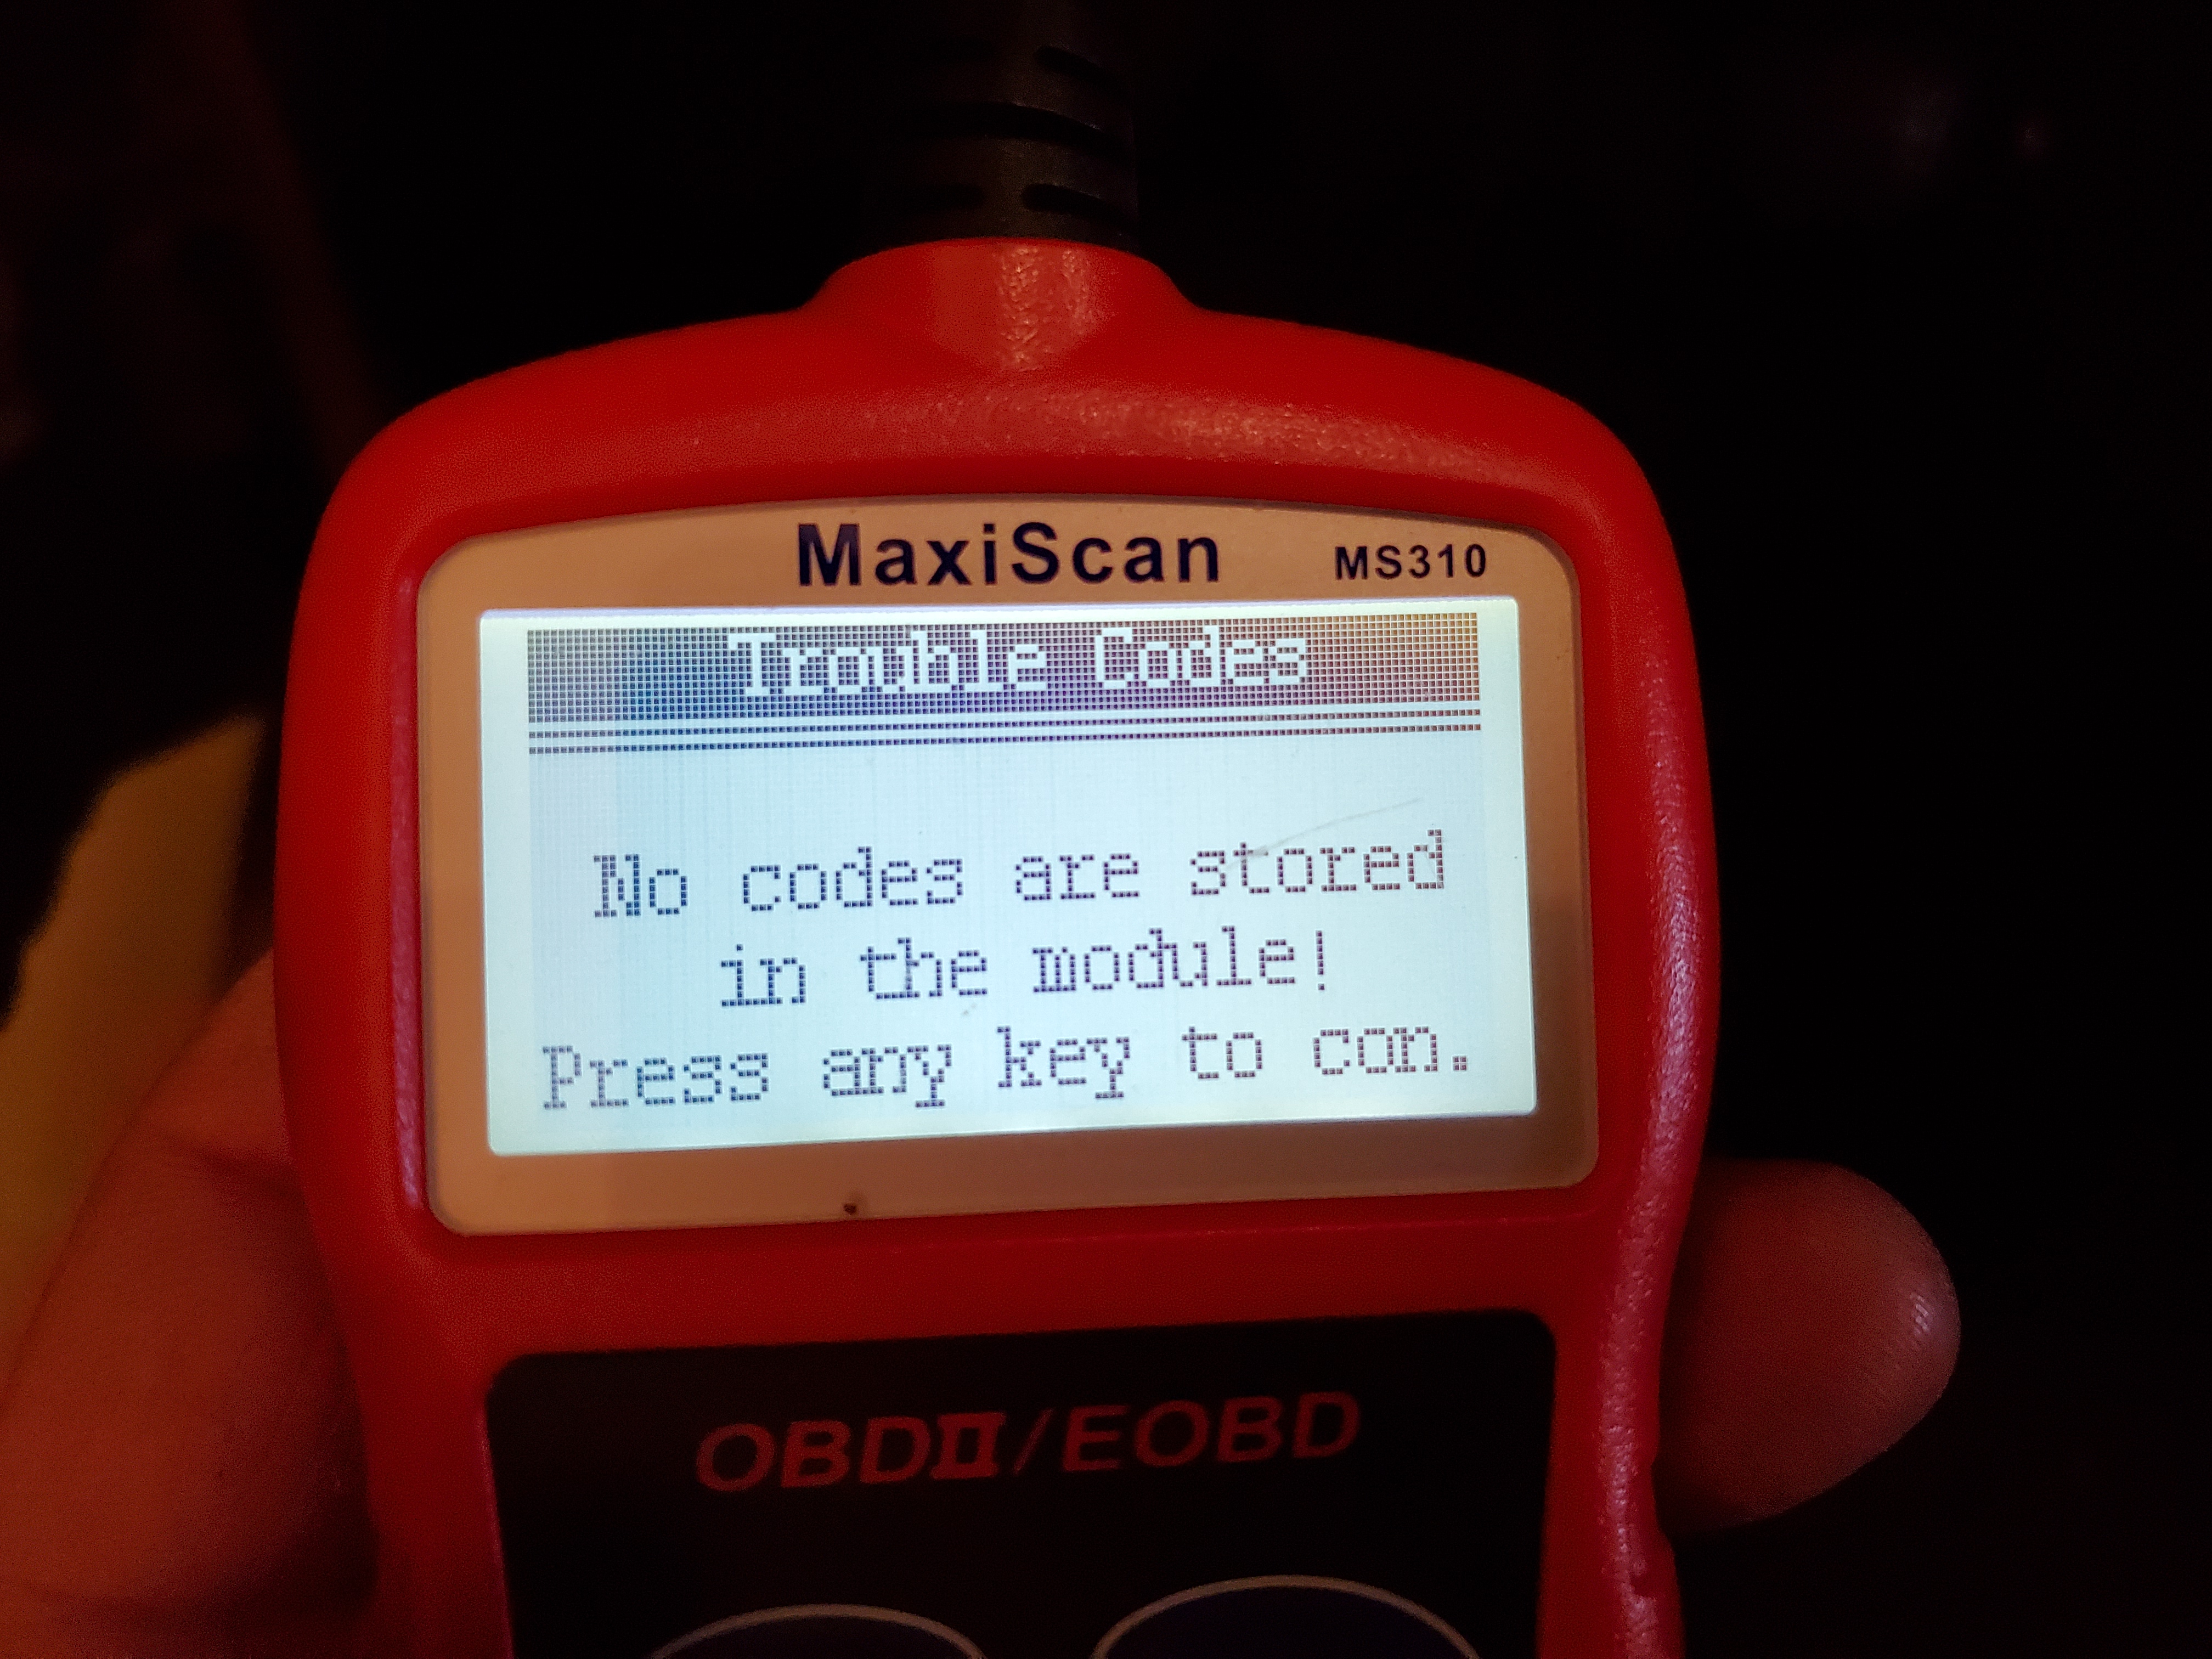 MaxiScan MS310
Trouble Codes
No codes are stored
in the module!
Press any key to con.
OBDII/EOBD